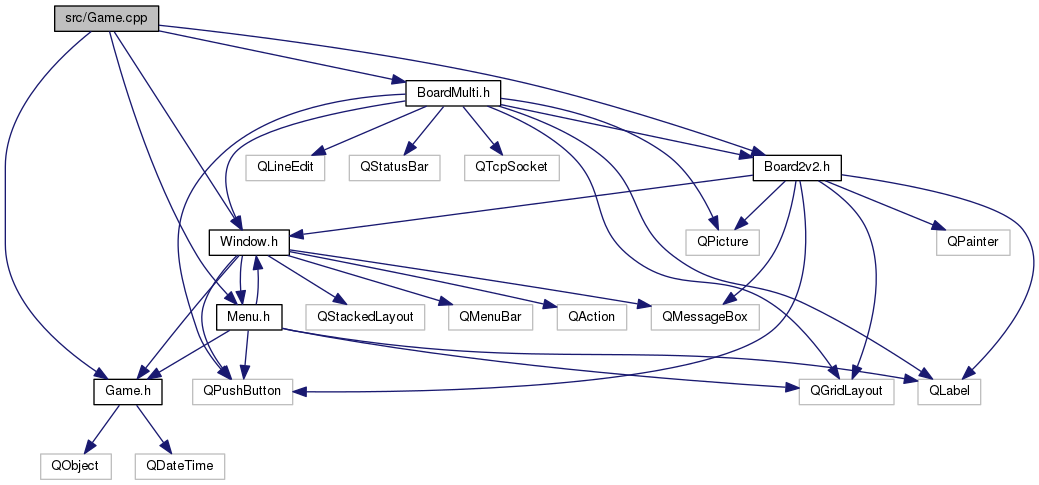 src/Game.cpp
BoardMulti.h
QLineEdit
QStatusBar
QTcpSocket
Board2v2.h
Window.h
QPicture
QPainter
Menu.h
QStackedLayout
QMenuBar
QAction
QMessageBox
Game.h
QPushButton
QGridLayout
QLabel
QObject
QDateTime